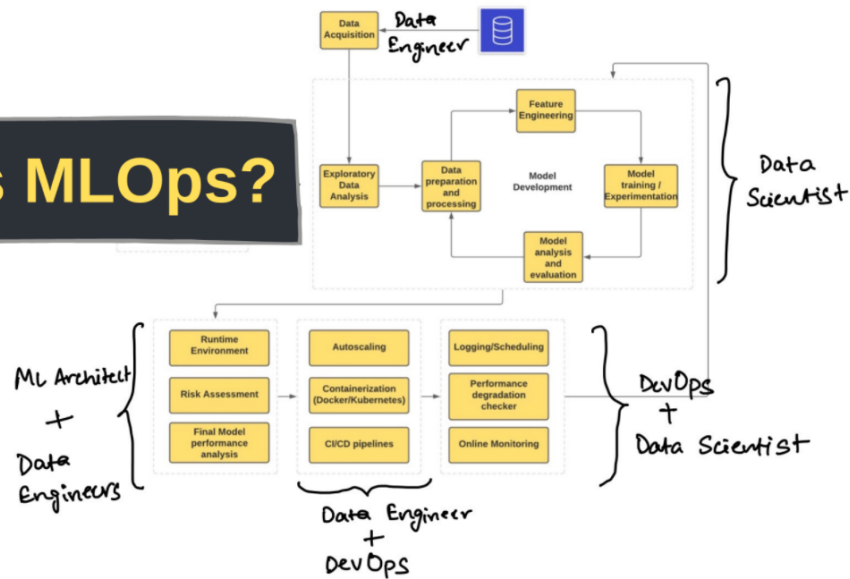 Data
Acquisition
Data
Engineer
s MLOps?
Feature
Engineering
Exploratory
Data
Analysis
Data
preparation
and
processing
Model
Development
Model
training /
Experimentation
Model
analysis
and
evaluation
Data
Scientist
Runtime
Environment
Risk Assessment
Final Model
performance
analysis
Autoscaling
Containerization
(Docker/Kubernetes)
CI/CD pipelines
Logging/Scheduling
Performance
degradation
checker
Online Monitoring
ML Architect
+
Data
Engineers
Data Engineer
+
DevOps
DevOps
+
Data Scientist